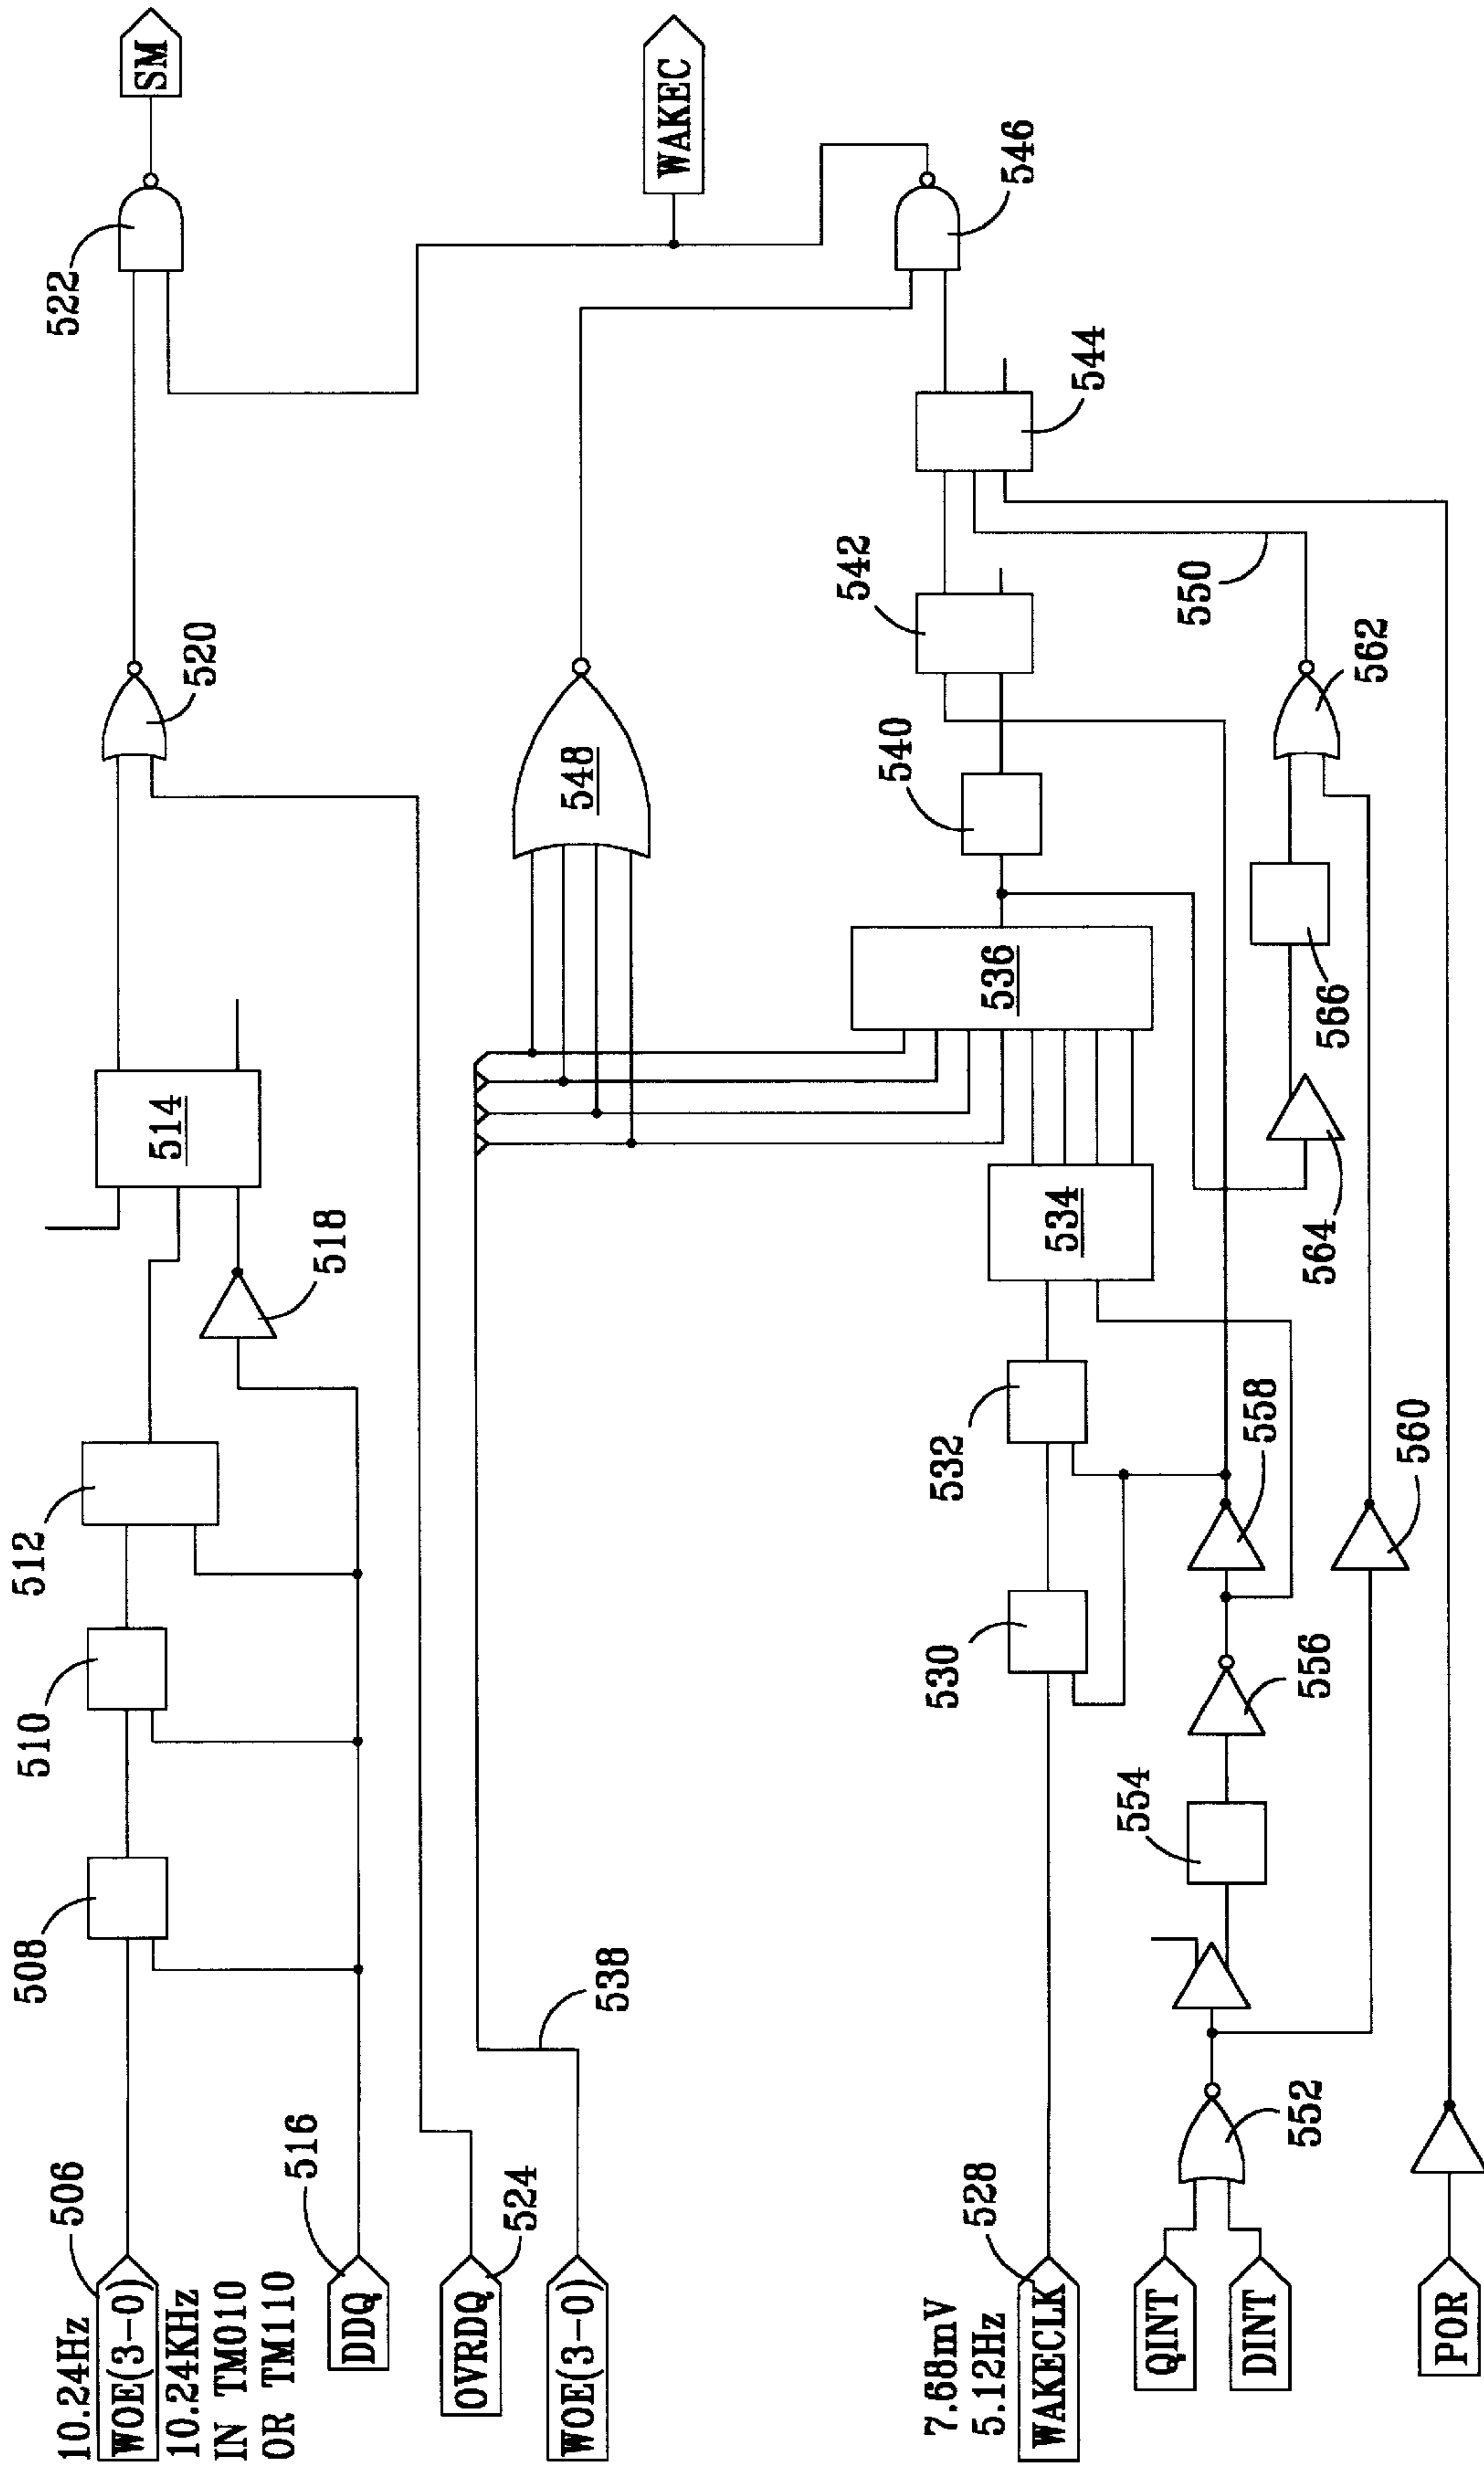 10.24Hz
WOE(3-0)
10.24KHz
IN TM010
OR TM110
506
508
510
512
514
518
520
522
SM
DDQ
516
OVRDQ
524
WOE(3-0)
538
548
WAKEC
7.68mV
5.12Hz
WAKECLK
528
530
532
534
536
540
542
544
546
QINT
DINT
552
554
556
558
560
564
566
562
550
POR